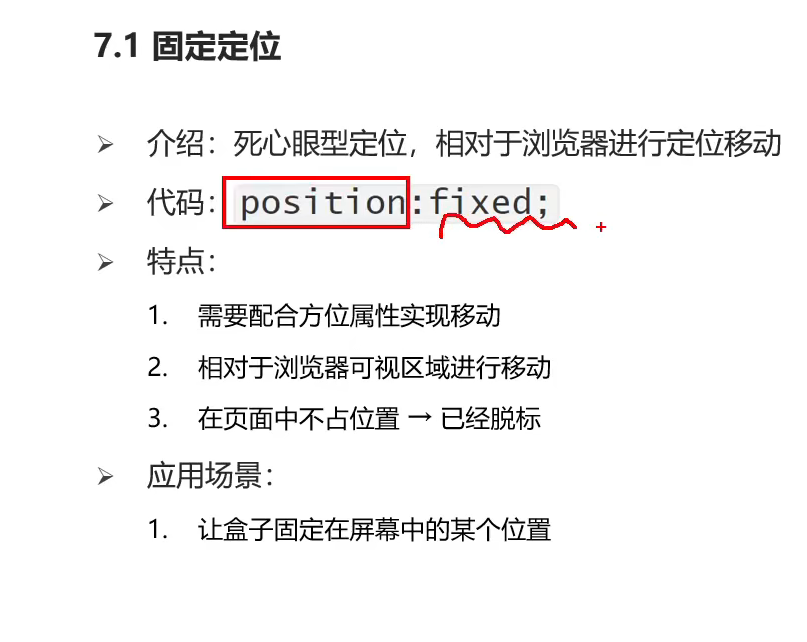 7.1 固定定位
➢ 介绍：死心眼型定位，相对于浏览器进行定位移动
➢ 代码：position:fixed;
➢ 特点：
1. 需要配合方位属性实现移动
2. 相对于浏览器可视区域进行移动
3. 在页面中不占位置 → 已经脱标
➢ 应用场景：
1. 让盒子固定在屏幕中的某个位置